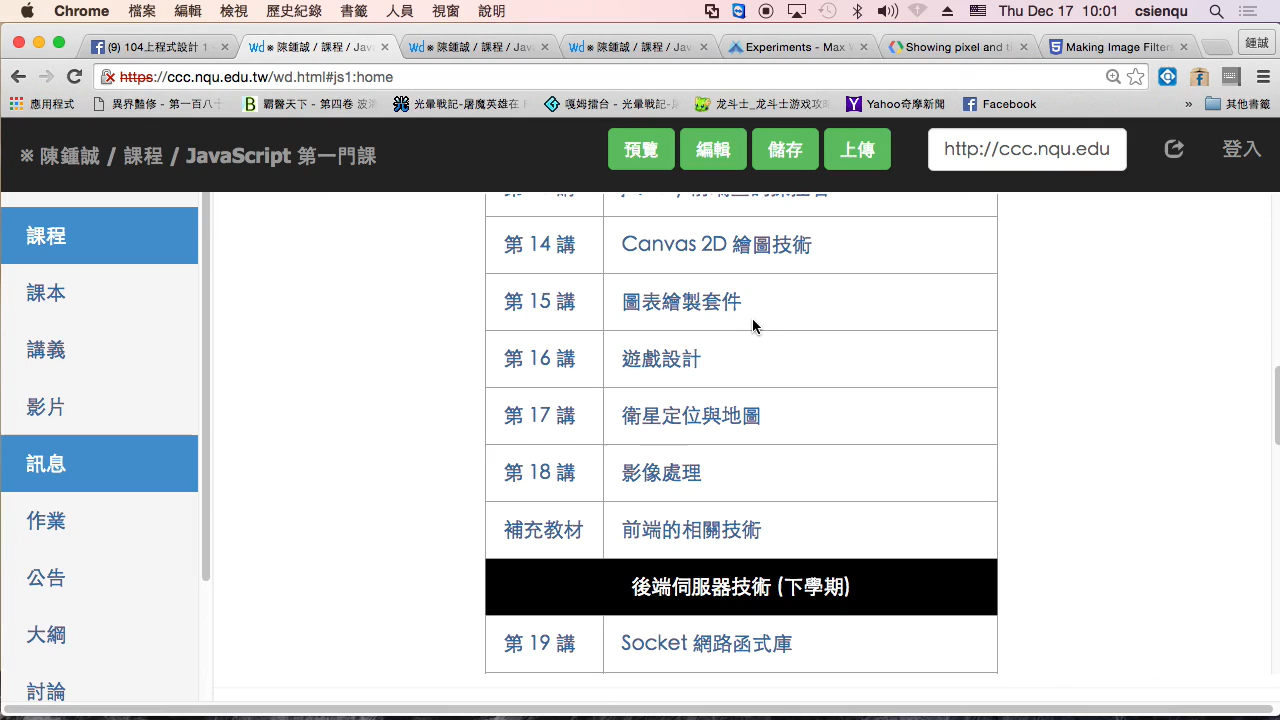 Chrome 檔案 編輯 檢視 歷史紀錄 書籤 人員 視窗 說明 Thu Dec 17 10:01 csienqu
(9) 104上程式設計 1
※ 陳鍾誠 / 課程 / Jav
※ 陳鍾誠 / 課程 / Jav
※ 陳鍾誠 / 課程 / Jav
Experiments - Max
Showing pixel and t
Making Image Filter
鍾誠
https://ccc.nqu.edu.tw/wd.html#js1:home
應用程式
異界醫修 - 第一百八十
霸醫天下 - 第四卷
光暈戰記-屠魔英雄在
嘎姆擂台 - 光暈戰記-
龙斗士_龙斗士游戏攻
Yahoo奇摩新聞
Facebook
»
其他書籤
※ 陳鍾誠 / 課程 / JavaScript 第一門課
預覽 編輯 儲存 上傳
http://ccc.nqu.edu
登入
課程
課本
講義
影片
訊息
作業
公告
大綱
討論
第 14 講 Canvas 2D 繪圖技術
第 15 講 圖表繪製套件
第 16 講 遊戲設計
第 17 講 衛星定位與地圖
第 18 講 影像處理
補充教材 前端的相關技術
後端伺服器技術 (下學期)
第 19 講 Socket 網路函式庫